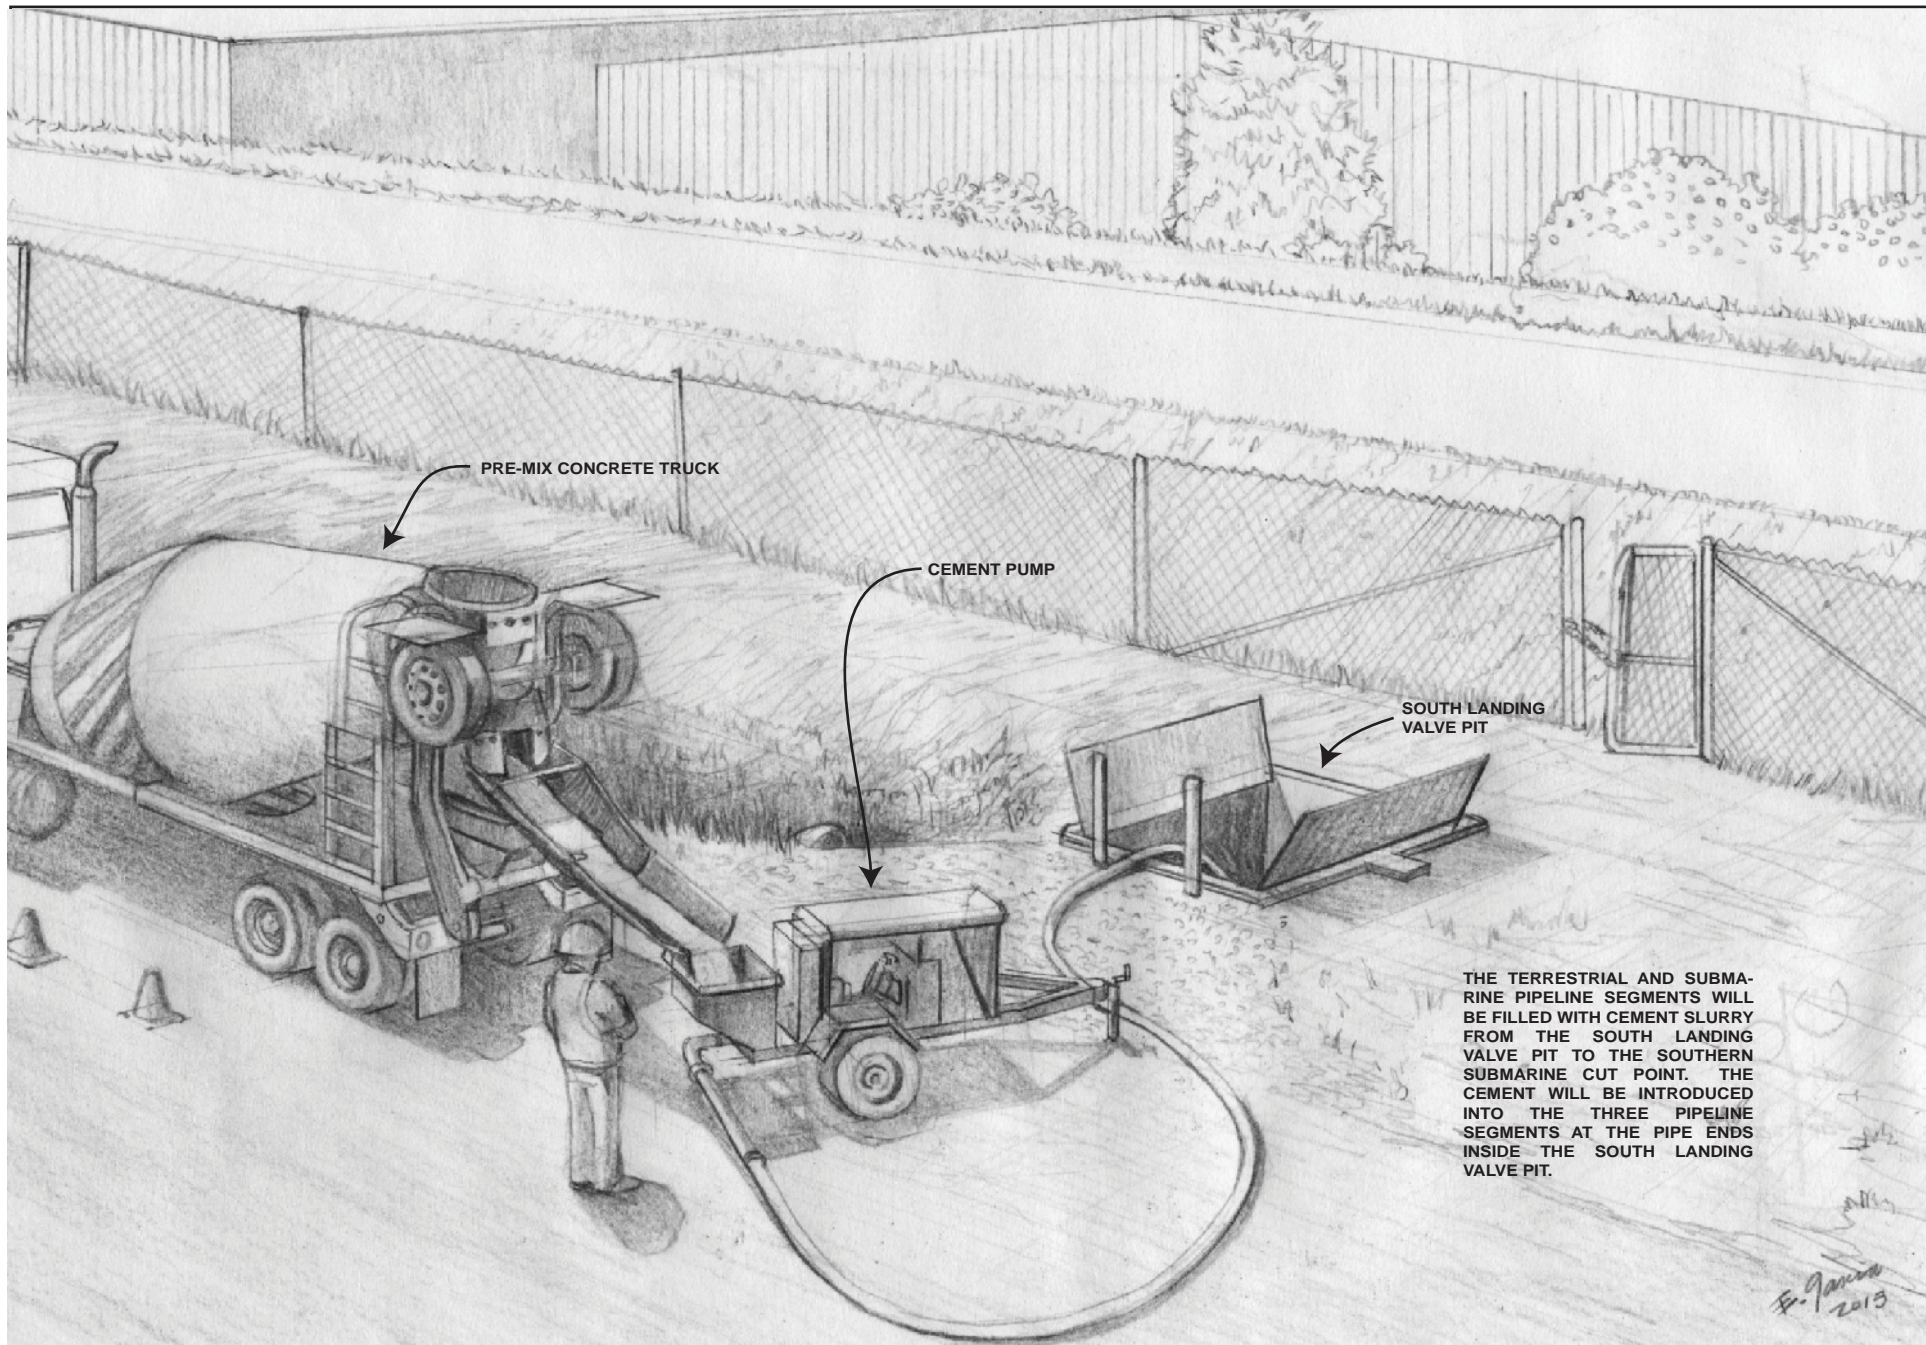 PRE-MIX CONCRETE TRUCK
CEMENT PUMP
SOUTH LANDING
VALVE PIT
THE TERRESTRIAL AND SUBMA-
RINE PIPELINE SEGMENTS WILL
BE FILLED WITH CEMENT SLURRY
FROM THE SOUTH LANDING
VALVE PIT TO THE SOUTHERN
SUBMARINE CUT POINT. THE
CEMENT WILL BE INTRODUCED
INTO THE THREE PIPELINE
SEGMENTS AT THE PIPE ENDS
INSIDE THE SOUTH LANDING
VALVE PIT.
E. Garcia
2013